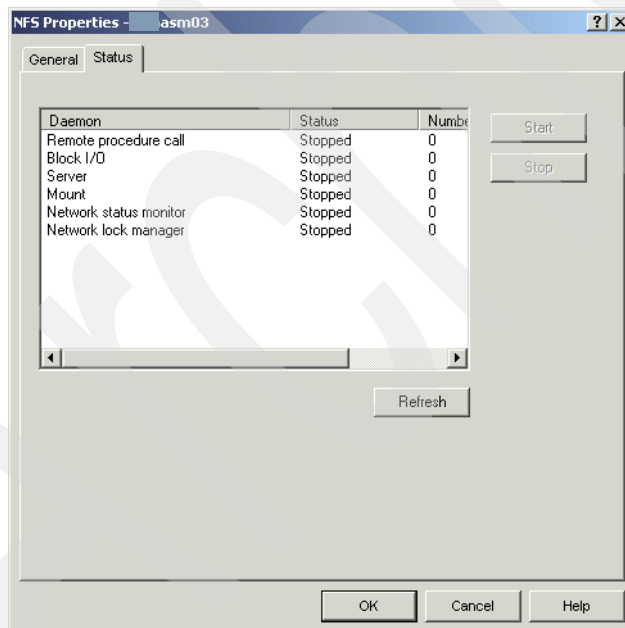 NFS Properties - asm03
General Status
Daemon Status Numbe
Remote procedure call Stopped 0
Block I/O Stopped 0
Server Stopped 0
Mount Stopped 0
Network status monitor Stopped 0
Network lock manager Stopped 0
Start
Stop
Refresh
OK Cancel Help